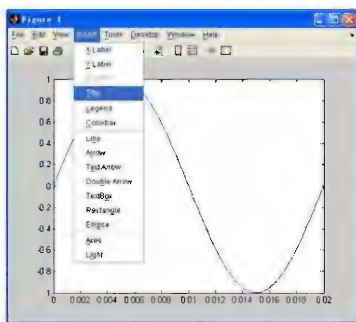 Figure 1
File Edit View Insert Tools Desktop Window Help
X Label
Y Label
Title
Legend
Colorbar
Line
Arrow
Text Arrow
Double Arrow
TextBox
Rectangle
Ellipse
Axes
Light
1
0.8
0.6
0.4
0.2
0
-0.2
-0.4
-0.6
-0.8
-1
0 0.002 0.004 0.006 0.008 0.01 0.012 0.014 0.016 0.018 0.02